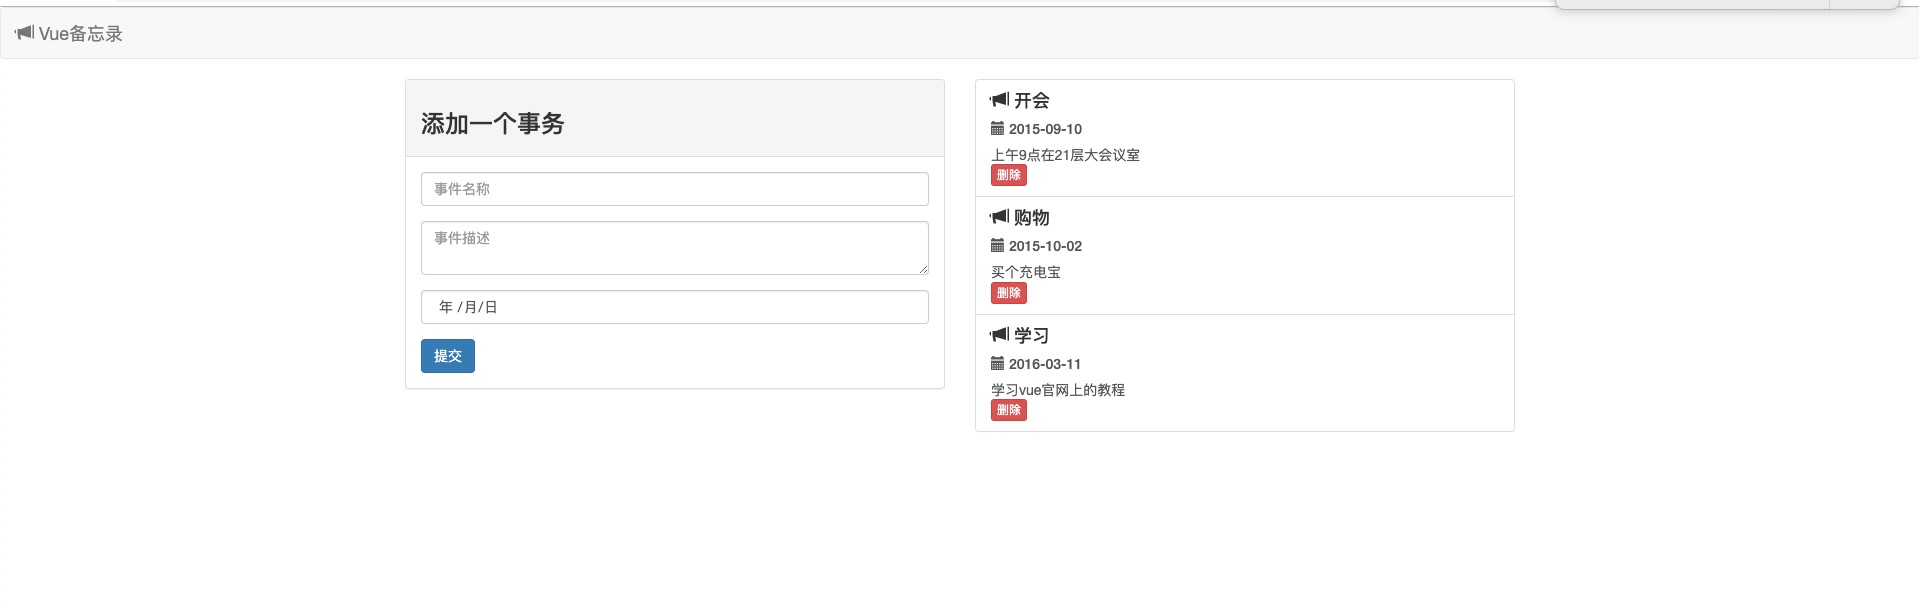 Vue备忘录
添加一个事务
事件名称
事件描述
年 /月/日
提交
开会
2015-09-10
上午9点在21层大会议室
删除
购物
2015-10-02
买个充电宝
删除
学习
2016-03-11
学习vue官网上的教程
删除